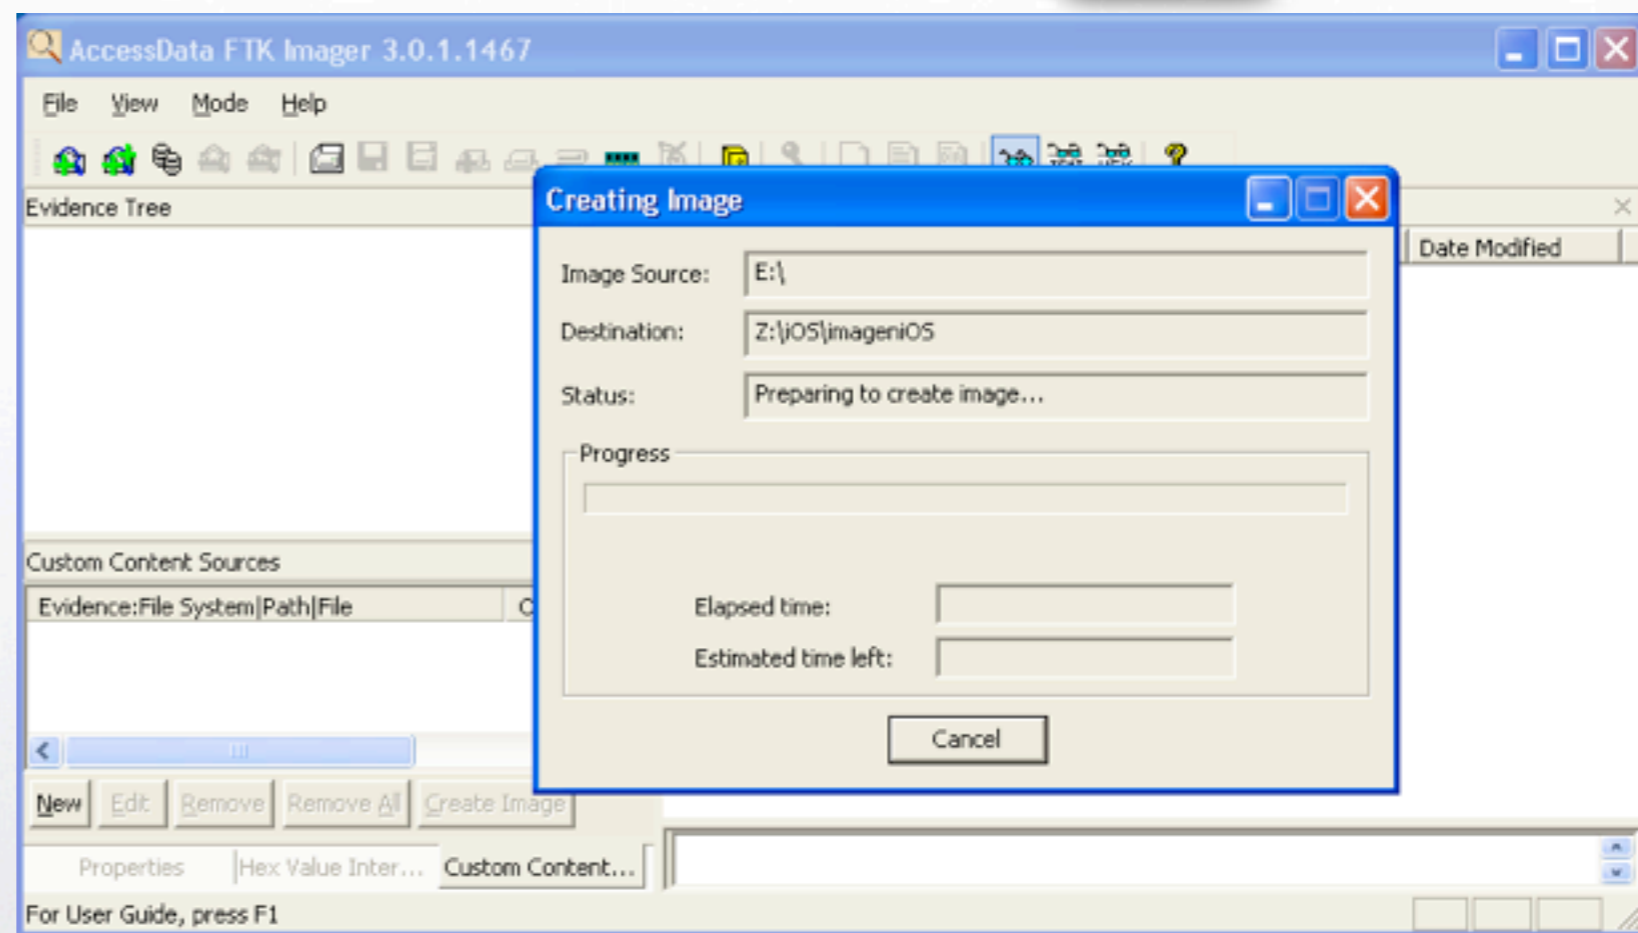 AccessData FTK Imager 3.0.1.1467
File View Mode Help
Evidence Tree
Date Modified
Creating Image
Image Source: E:\
Destination: Z:\iOS\imageniOS
Status: Preparing to create image...
Progress
Elapsed time:
Estimated time left:
Cancel
Custom Content Sources
Evidence:File System|Path|File
New Edit Remove Remove All Create Image
Properties Hex Value Inter... Custom Content...
For User Guide, press F1